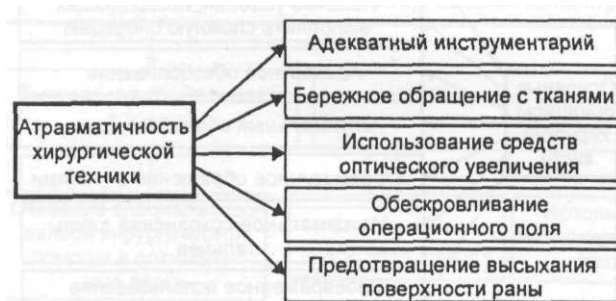 Адекватный инструментарий
Бережное обращение с тканями
Атравматичность
хирургической
техники
Использование средств
оптического увеличения
Обескровливание
операционного поля
Предотвращение высыхания
поверхности раны